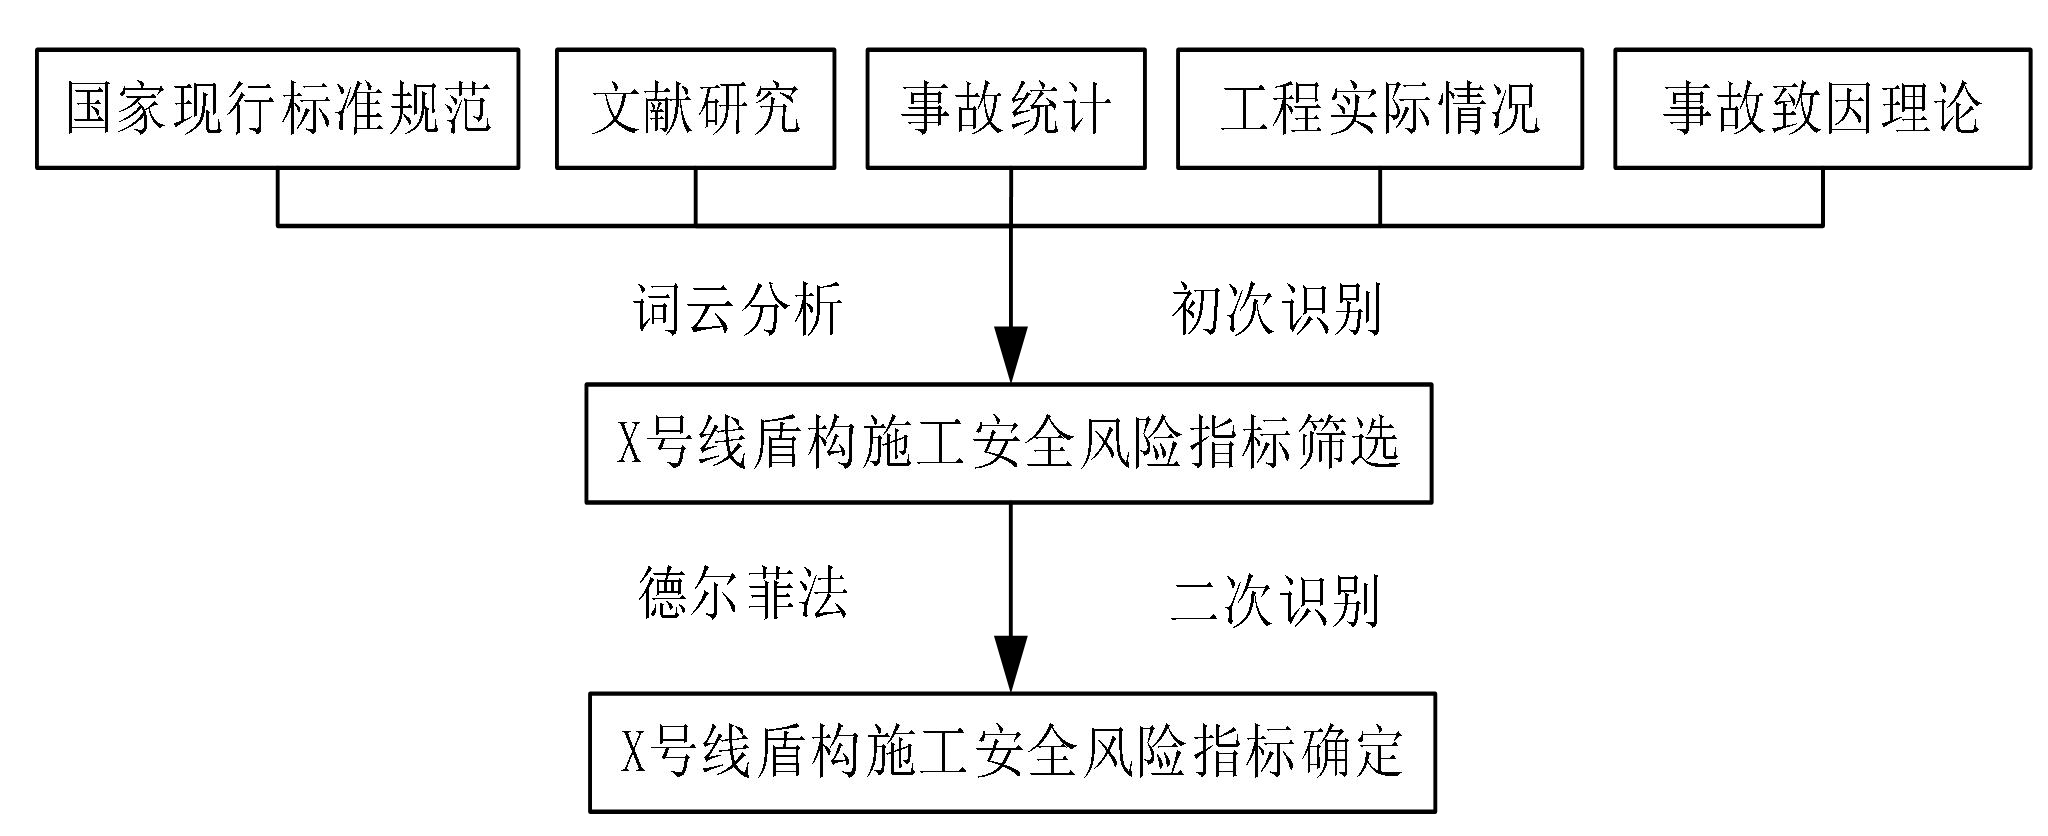 国家现行标准规范
文献研究
事故统计
工程实际情况
事故致因理论
词云分析
初次识别
X号线盾构施工安全风险指标筛选
德尔菲法
二次识别
X号线盾构施工安全风险指标确定